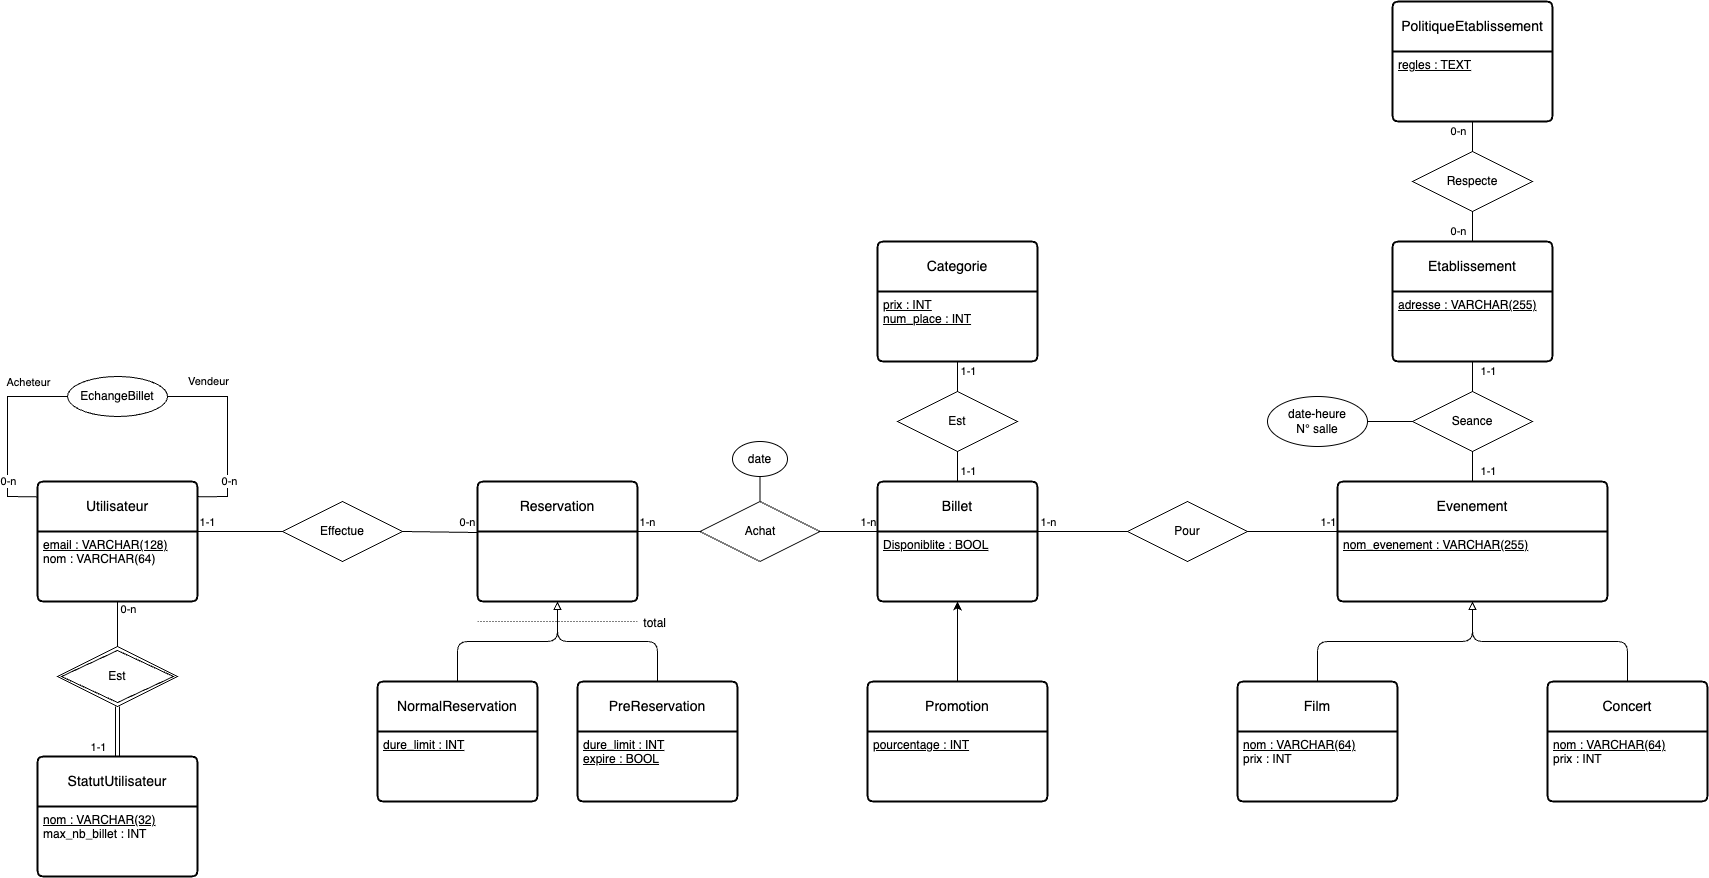 PolitiqueEtablissement
regles : TEXT
0-n
Respecte
0-n
Etablissement
adresse : VARCHAR(255)
1-1
date-heure
N° salle
Seance
1-1
Categorie
prix : INT
num_place : INT
1-1
Est
1-1
Acheteur
EchangeBillet
Vendeur
0-n
0-n
Utilisateur
email : VARCHAR(128)
nom : VARCHAR(64)
1-1
Effectue
0-n
Reservation
1-n
date
Achat
1-n
Billet
Disponiblite : BOOL
1-n
Pour
1-1
Evenement
nom_evenement : VARCHAR(255)
0-n
Est
1-1
StatutUtilisateur
nom : VARCHAR(32)
max_nb_billet : INT
total
NormalReservation
dure_limit : INT
PreReservation
dure_limit : INT
expire : BOOL
Promotion
pourcentage : INT
Film
nom : VARCHAR(64)
prix : INT
Concert
nom : VARCHAR(64)
prix : INT